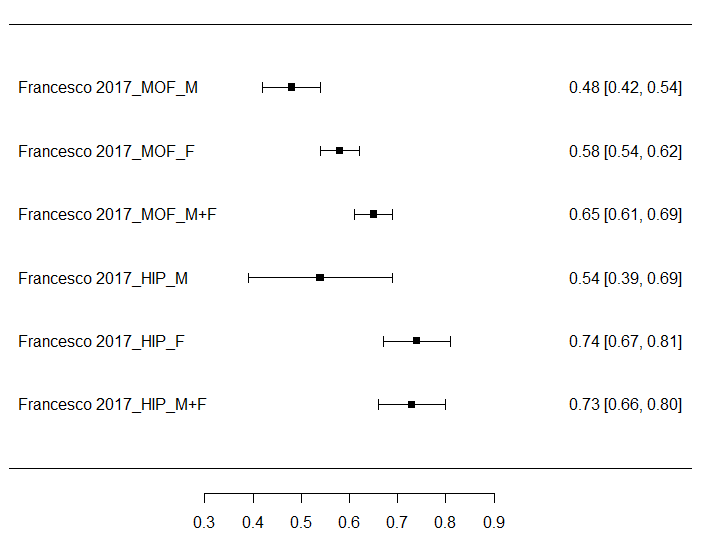 Francesco 2017_MOF_M 0.48 [0.42, 0.54]
Francesco 2017_MOF_F 0.58 [0.54, 0.62]
Francesco 2017_MOF_M+F 0.65 [0.61, 0.69]
Francesco 2017_HIP_M 0.54 [0.39, 0.69]
Francesco 2017_HIP_F 0.74 [0.67, 0.81]
Francesco 2017_HIP_M+F 0.73 [0.66, 0.80]
0.3 0.4 0.5 0.6 0.7 0.8 0.9